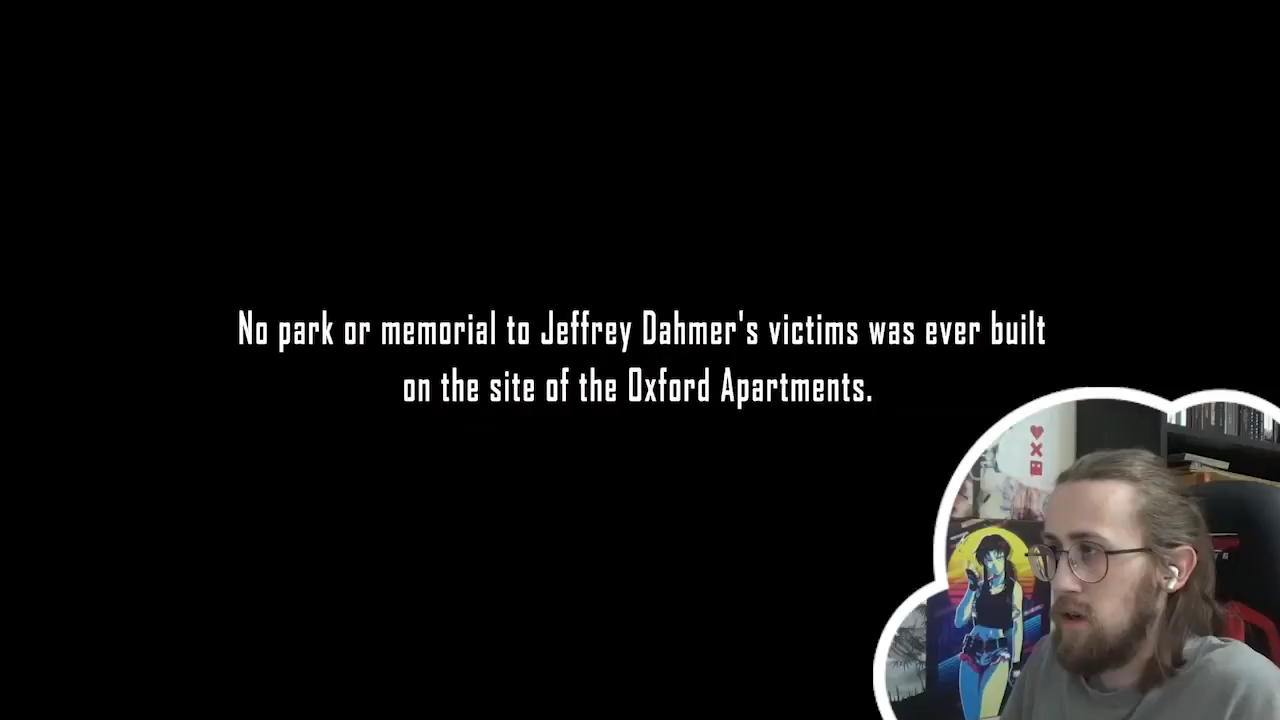 No park or memorial to Jeffrey Dahmer's victims was ever built
on the site of the Oxford Apartments.